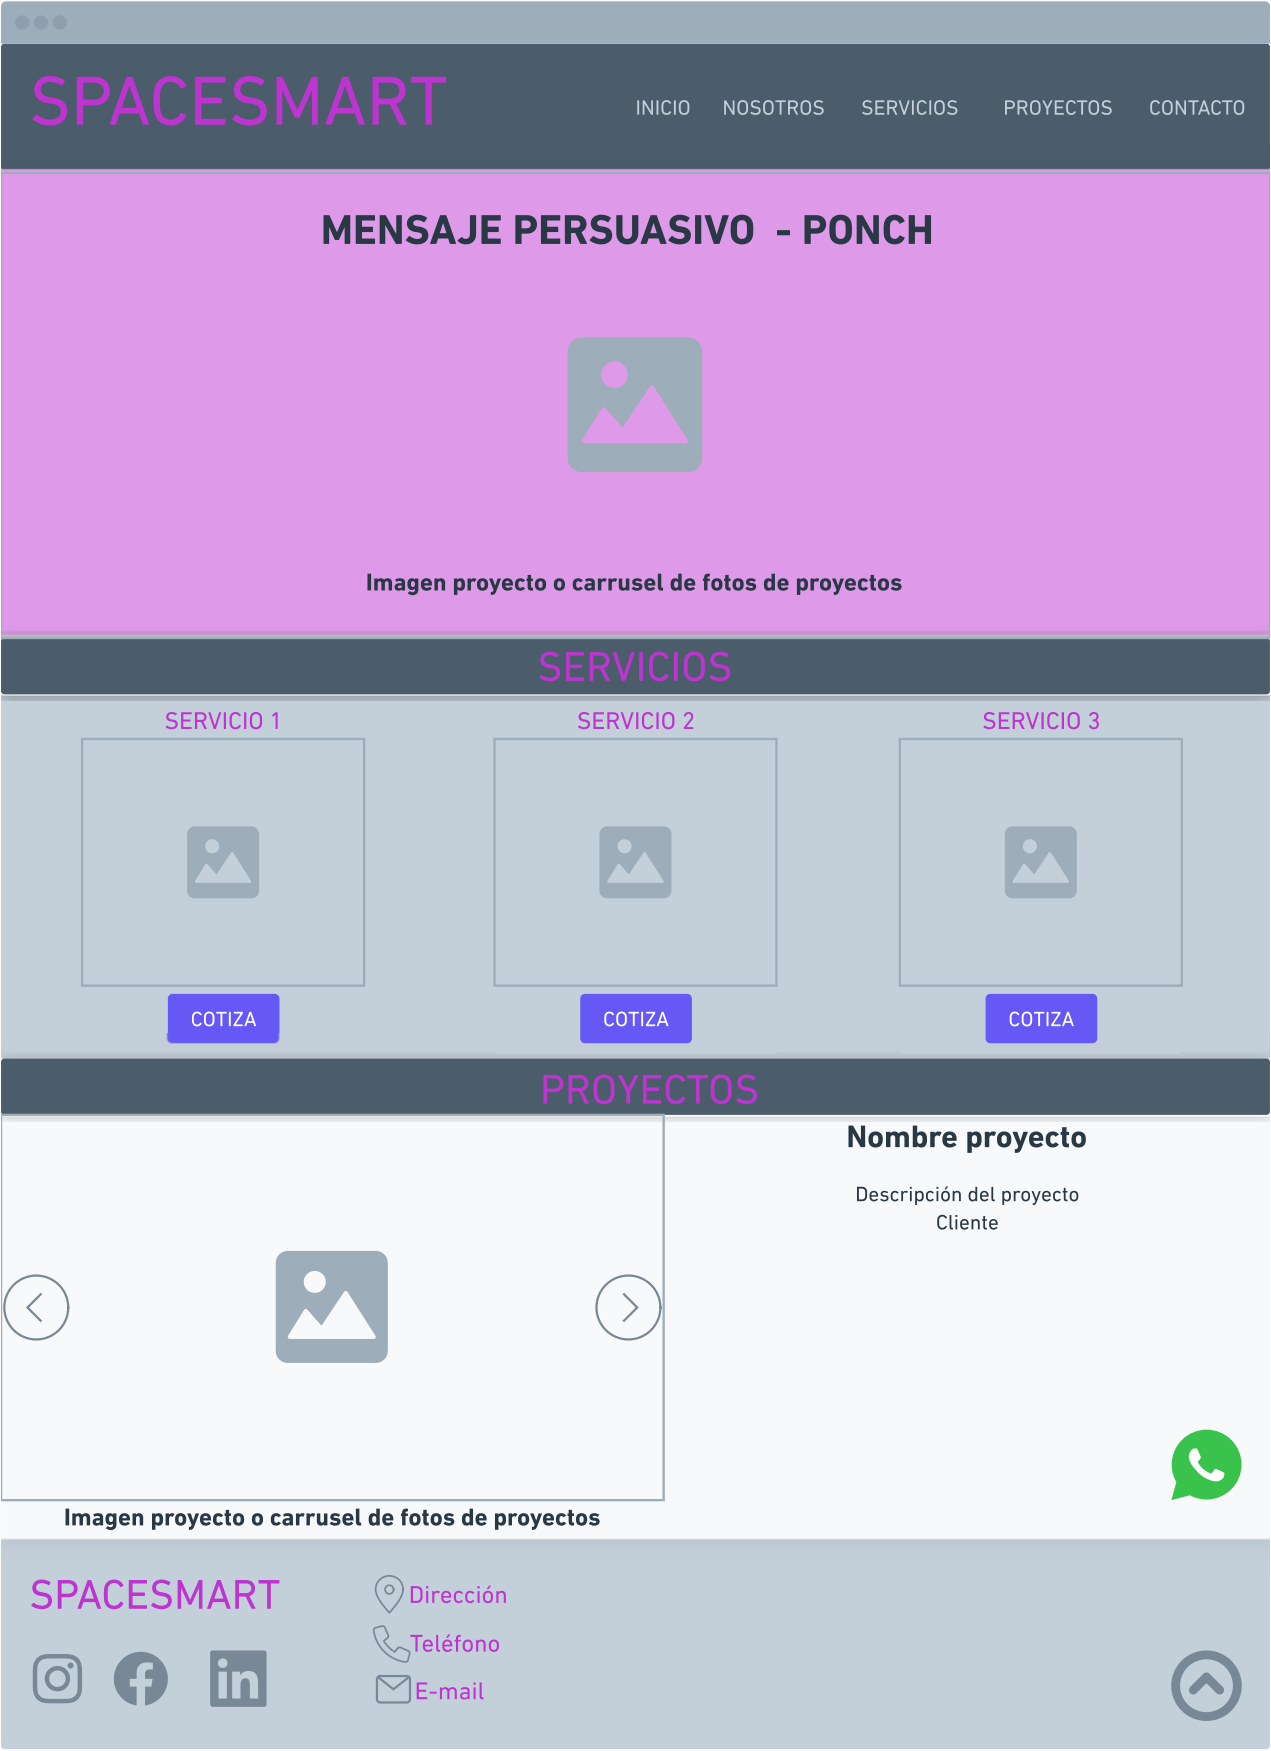 SPACESMART
INICIO NOSOTROS SERVICIOS PROYECTOS CONTACTO
MENSAJE PERSUASIVO - PONCH
Imagen proyecto o carrusel de fotos de proyectos
SERVICIOS
SERVICIO 1 SERVICIO 2 SERVICIO 3
COTIZA COTIZA COTIZA
PROYECTOS
Nombre proyecto
Descripción del proyecto
Cliente
Imagen proyecto o carrusel de fotos de proyectos
SPACESMART
Dirección
Teléfono
E-mail